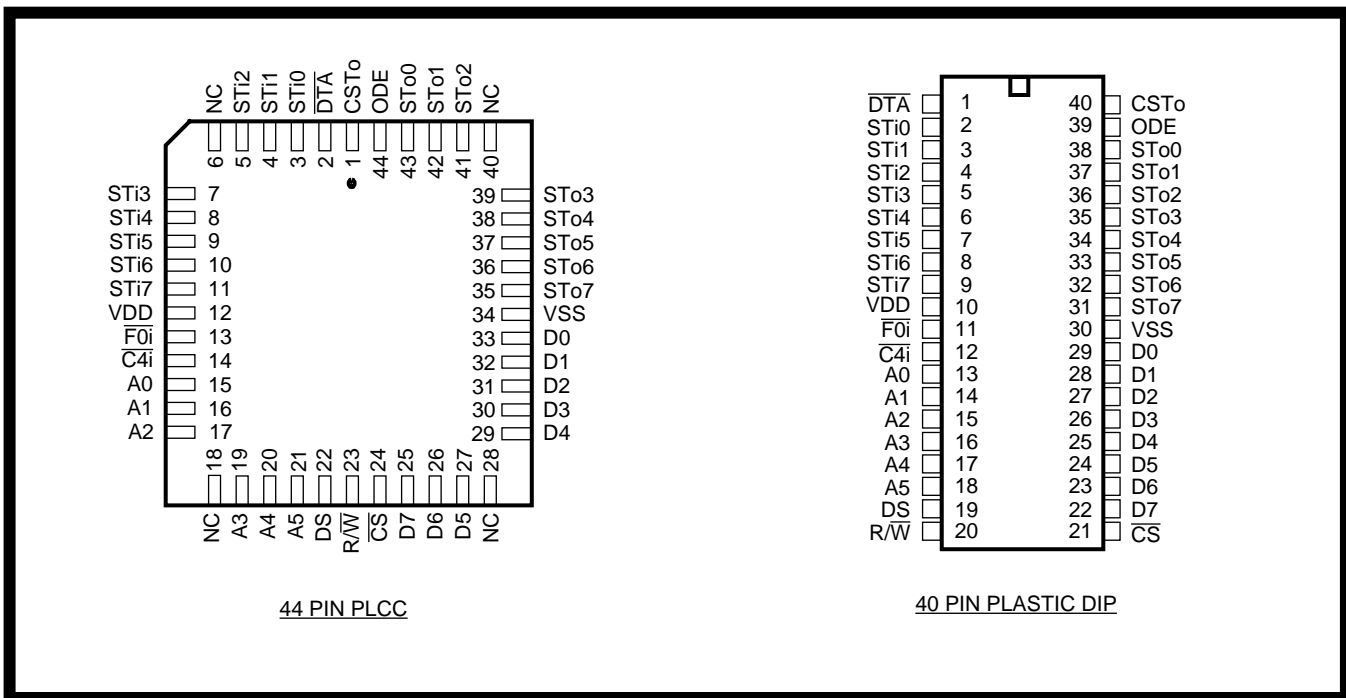 NC STi2 STi1 STi0 D̅T̅A̅ CSTo ODE STo0 STo1 STo2 NC
6 5 4 3 2 1 44 43 42 41 40
STi3 7 39 STo3
STi4 8 38 STo4
STi5 9 37 STo5
STi6 10 36 STo6
STi7 11 35 STo7
VDD 12 34 VSS
F̅0̅i̅ 13 33 D0
C̅4̅i̅ 14 32 D1
A0 15 31 D2
A1 16 30 D3
A2 17 29 D4
18 19 20 21 22 23 24 25 26 27 28
NC A3 A4 A5 DS R/W̅ C̅S̅ D7 D6 D5 NC
44 PIN PLCC
D̅T̅A̅ 1 40 CSTo
STi0 2 39 ODE
STi1 3 38 STo0
STi2 4 37 STo1
STi3 5 36 STo2
STi4 6 35 STo3
STi5 7 34 STo4
STi6 8 33 STo5
STi7 9 32 STo6
VDD 10 31 STo7
F̅0̅i̅ 11 30 VSS
C̅4̅i̅ 12 29 D0
A0 13 28 D1
A1 14 27 D2
A2 15 26 D3
A3 16 25 D4
A4 17 24 D5
A5 18 23 D6
DS 19 22 D7
R/W̅ 20 21 C̅S̅
40 PIN PLASTIC DIP